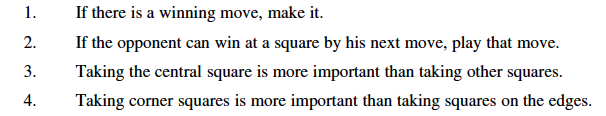 1. If there is a winning move, make it.
2. If the opponent can win at a square by his next move, play that move.
3. Taking the central square is more important than taking other squares.
4. Taking corner squares is more important than taking squares on the edges.